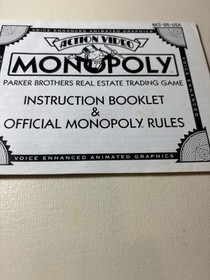 NES-6B-USA
VOICE ENHANCED ANIMATED GRAPHICS
ACTION VIDEO
MONOPOLY
PARKER BROTHERS REAL ESTATE TRADING GAME
INSTRUCTION BOOKLET
&
OFFICIAL MONOPOLY RULES
VOICE ENHANCED ANIMATED GRAPHICS